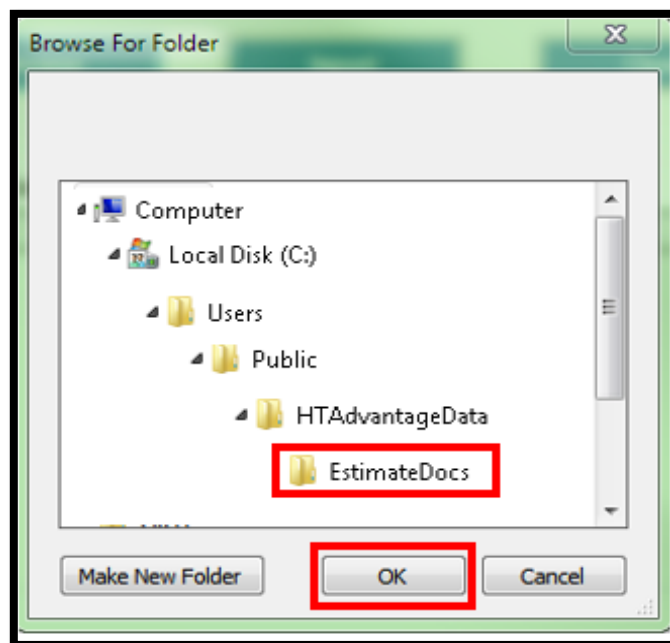 Browse For Folder
Computer
Local Disk (C:)
Users
Public
HTAdvantageData
EstimateDocs
Make New Folder
OK
Cancel